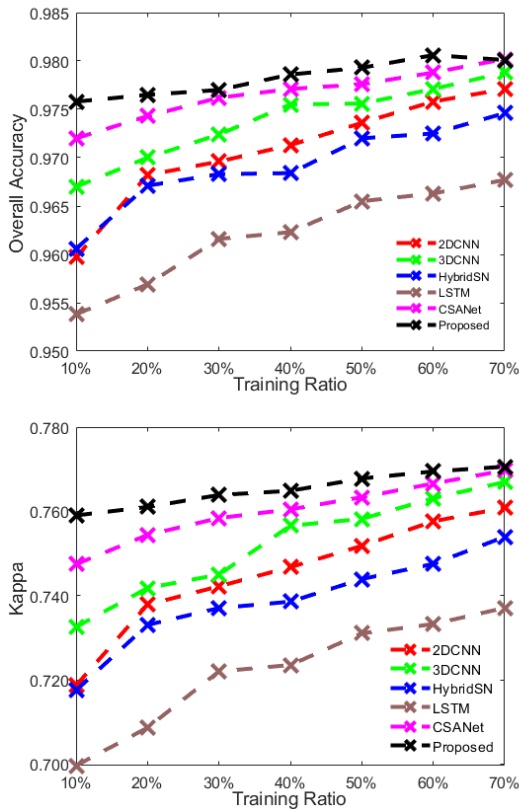 0.985
0.980
0.975
0.970
0.965
0.960
0.955
0.950
Overall Accuracy
2DCNN
3DCNN
HybridSN
LSTM
CSANet
Proposed
10% 20% 30% 40% 50% 60% 70%
Training Ratio
0.780
0.760
0.740
0.720
0.700
Kappa
2DCNN
3DCNN
HybridSN
LSTM
CSANet
Proposed
10% 20% 30% 40% 50% 60% 70%
Training Ratio